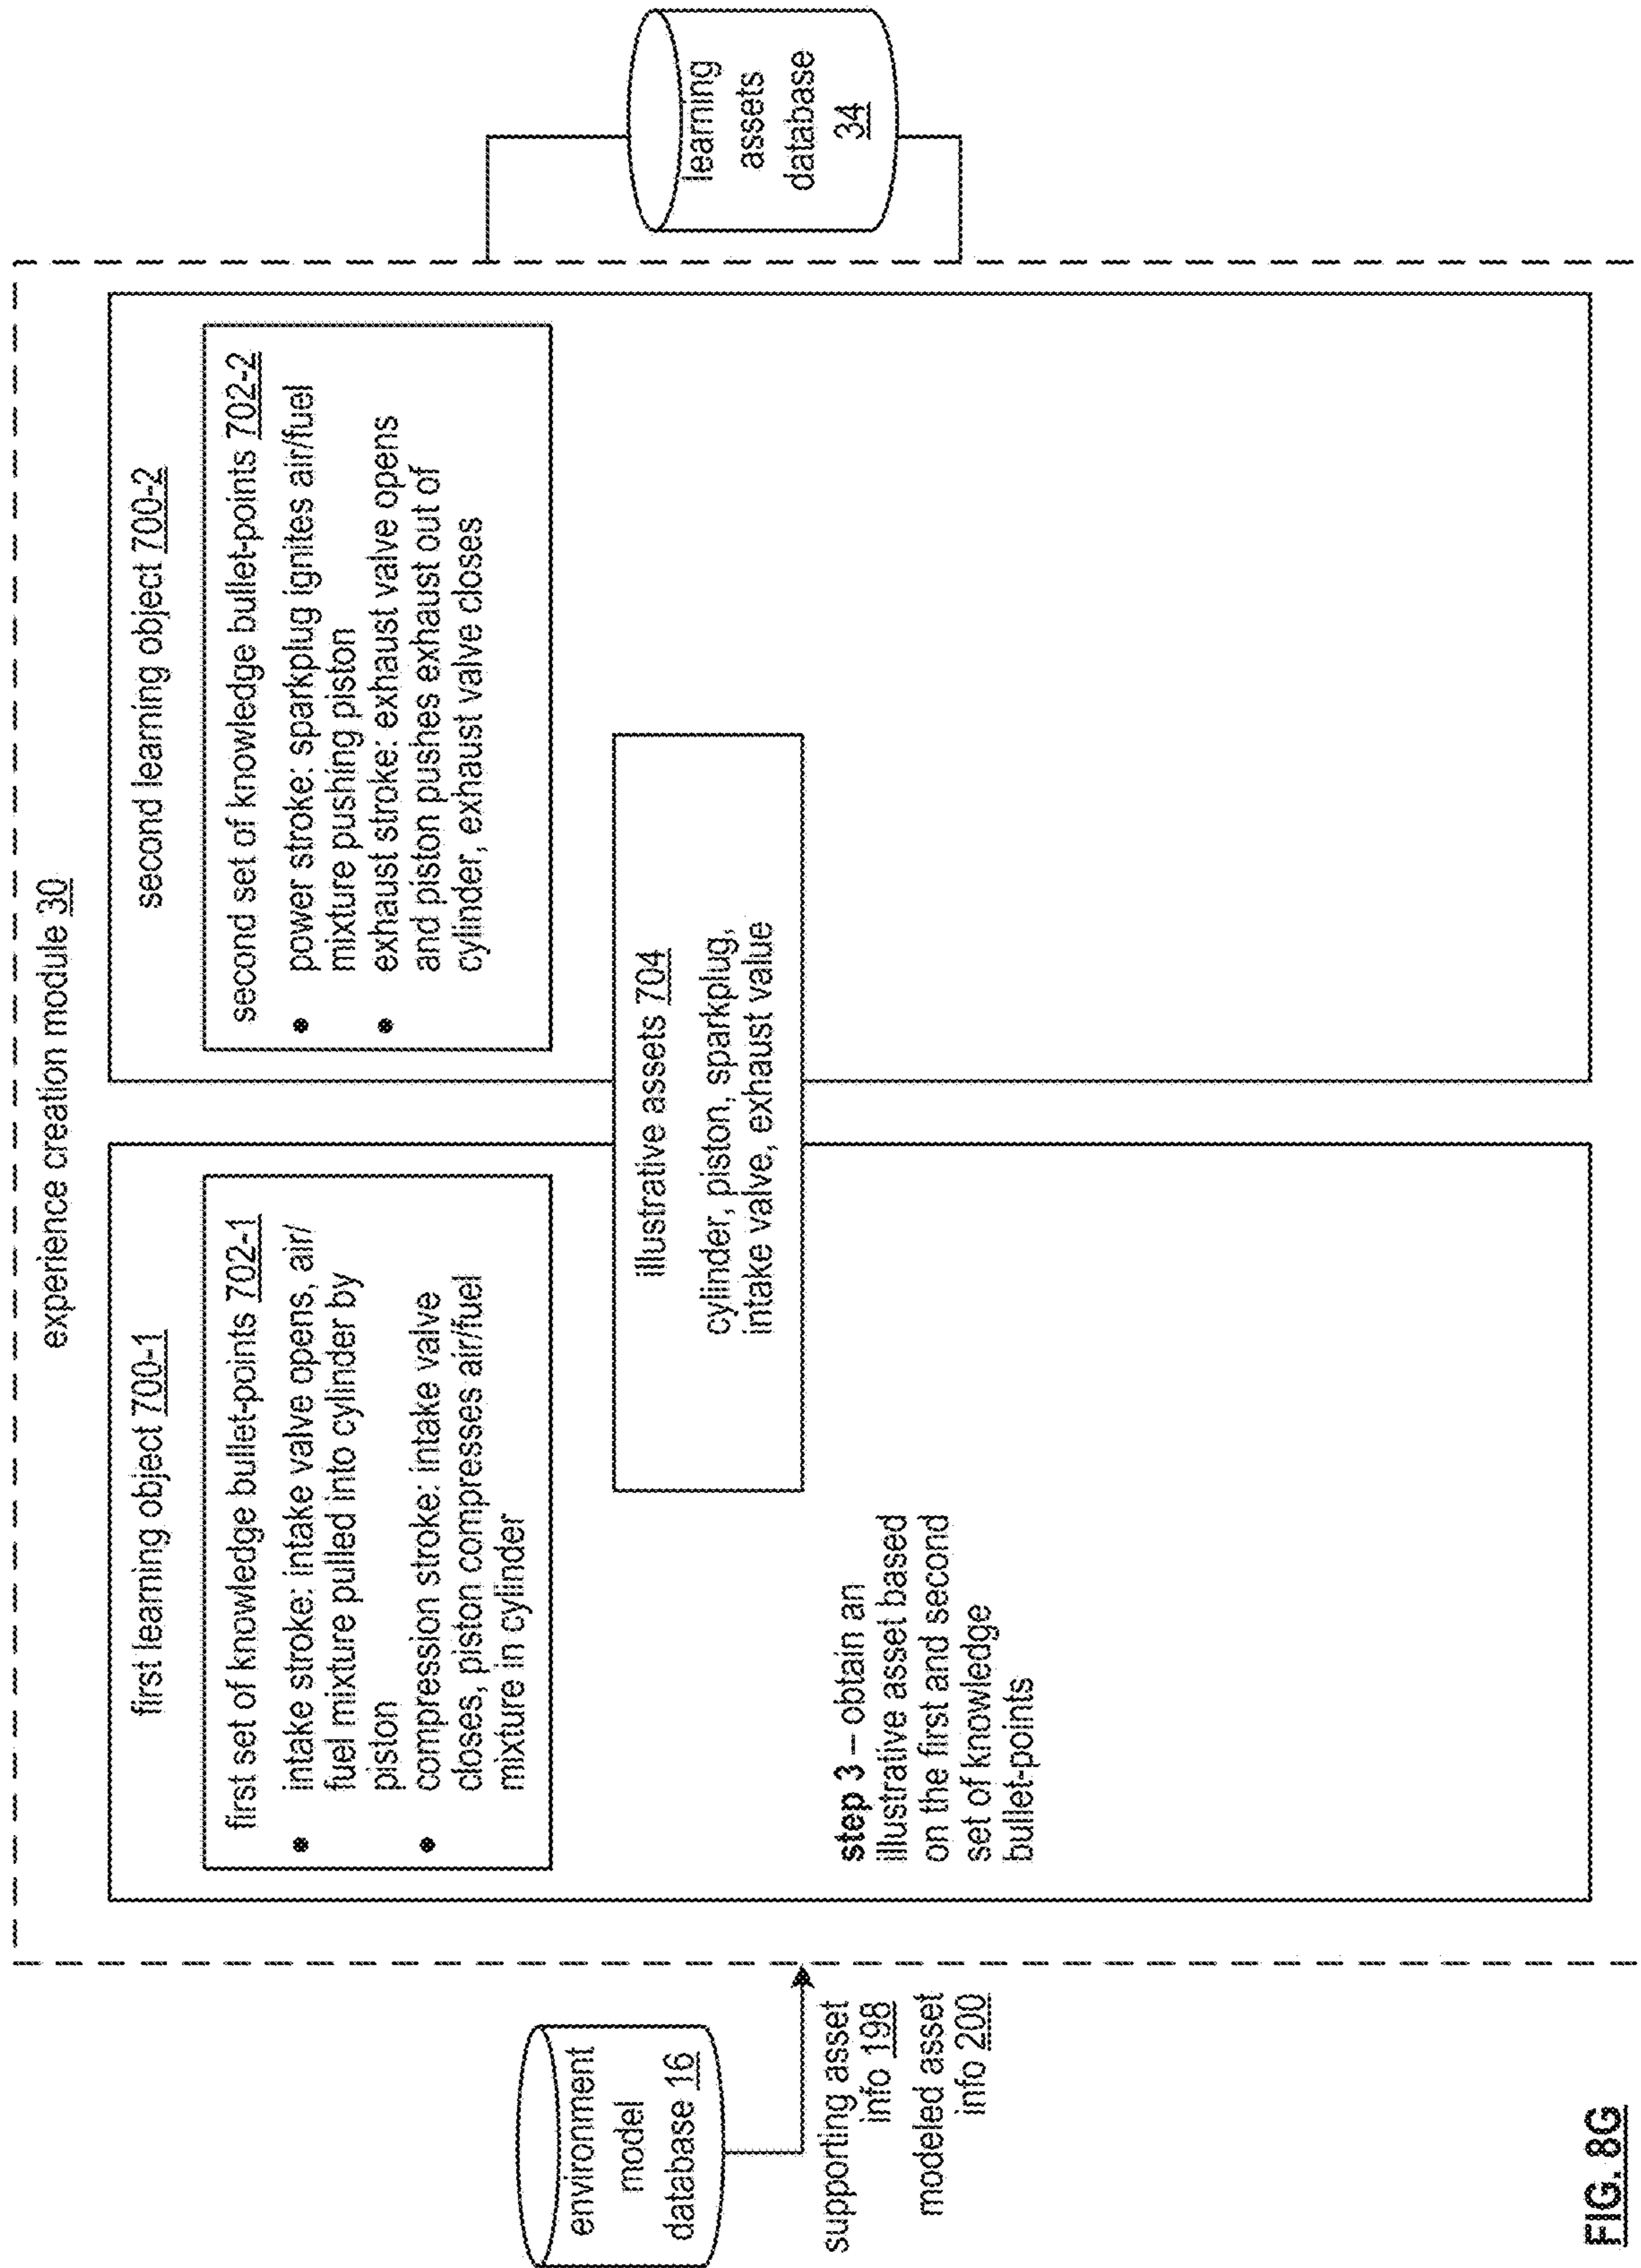 experience creation module 30
first learning object 700-1
first set of knowledge bullet-points 702-1
• intake stroke: intake valve opens, air/
fuel mixture pulled into cylinder by
piston
• compression stroke: intake valve
closes, piston compresses air/fuel
mixture in cylinder
second learning object 700-2
second set of knowledge bullet-points 702-2
• power stroke: sparkplug ignites air/fuel
mixture pushing piston
• exhaust stroke: exhaust valve opens
and piston pushes exhaust out of
cylinder, exhaust valve closes
illustrative assets 704
cylinder, piston, sparkplug,
intake valve, exhaust value
step 3 – obtain an
illustrative asset based
on the first and second
set of knowledge
bullet-points
environment
model
database 16
supporting asset
info 198
modeled asset
info 200
learning
assets
database
34
FIG. 8G